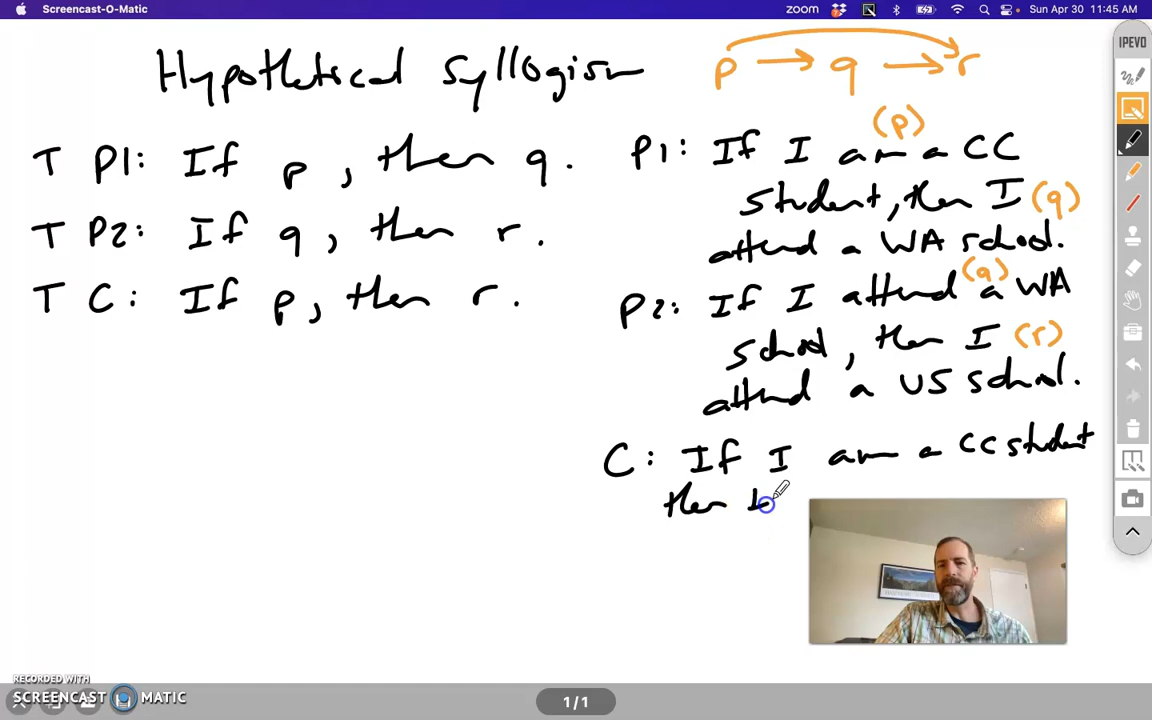 Screencast-O-Matic
zoom
Sun Apr 30 11:45 AM
IPEVO
Hypothetical Syllogism
p → q → r
T P1: If p, then q.
T P2: If q, then r.
T C: If p, then r.
(p)
P1: If I am a CC
student, then I (q)
attend a WA school.
(q)
P2: If I attend a WA
school, then I (r)
attend a US school.
C: If I am a CC student
then I
RECORDED WITH
SCREENCAST MATIC
1/1